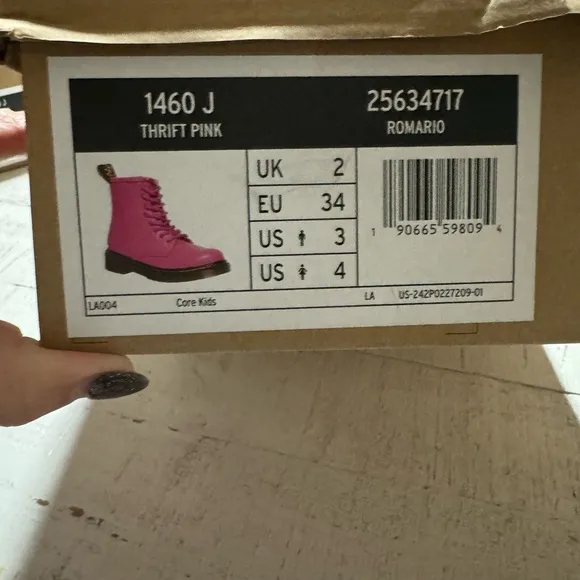 1460 J
THRIFT PINK
25634717
ROMARIO
UK 2
EU 34
US 3
US 4
1 90665 59809 4
LA004 Core Kids LA US-242P0227209-01